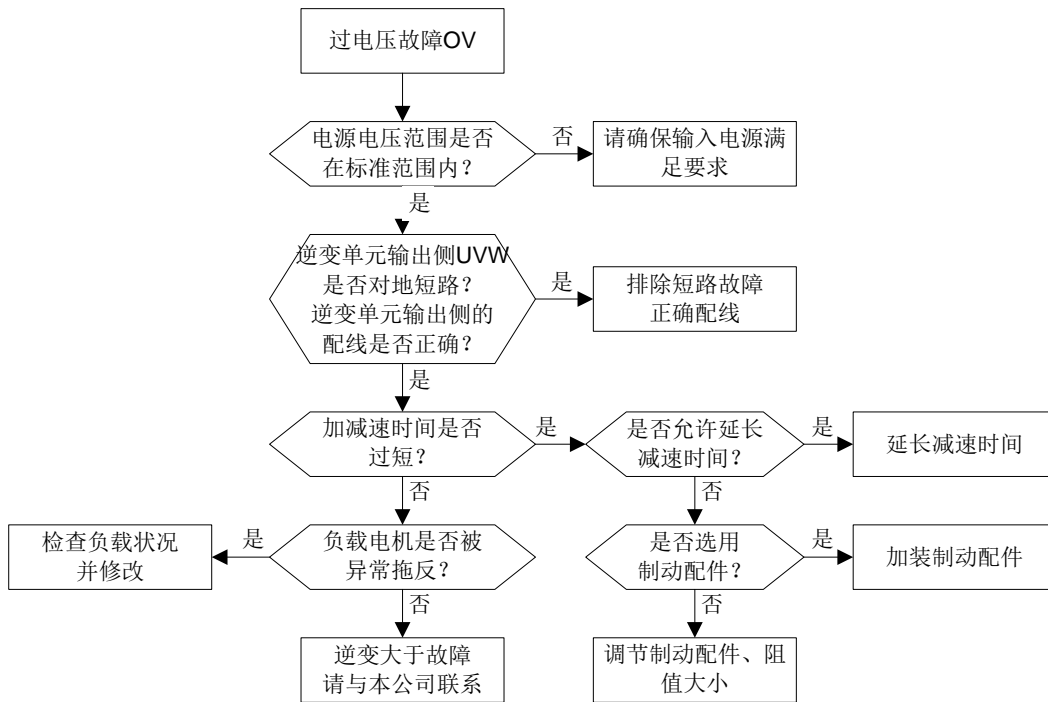 过电压故障OV
电源电压范围是否
在标准范围内？
否
请确保输入电源满
足要求
是
逆变单元输出侧UVW
是否对地短路？
逆变单元输出侧的
配线是否正确？
是
排除短路故障
正确配线
是
加减速时间是否
过短？
是
是否允许延长
减速时间？
是
延长减速时间
否
否
检查负载状况
并修改
是
负载电机是否被
异常拖反？
是否选用
制动配件？
是
加装制动配件
否
否
逆变大于故障
请与本公司联系
调节制动配件、阻
值大小